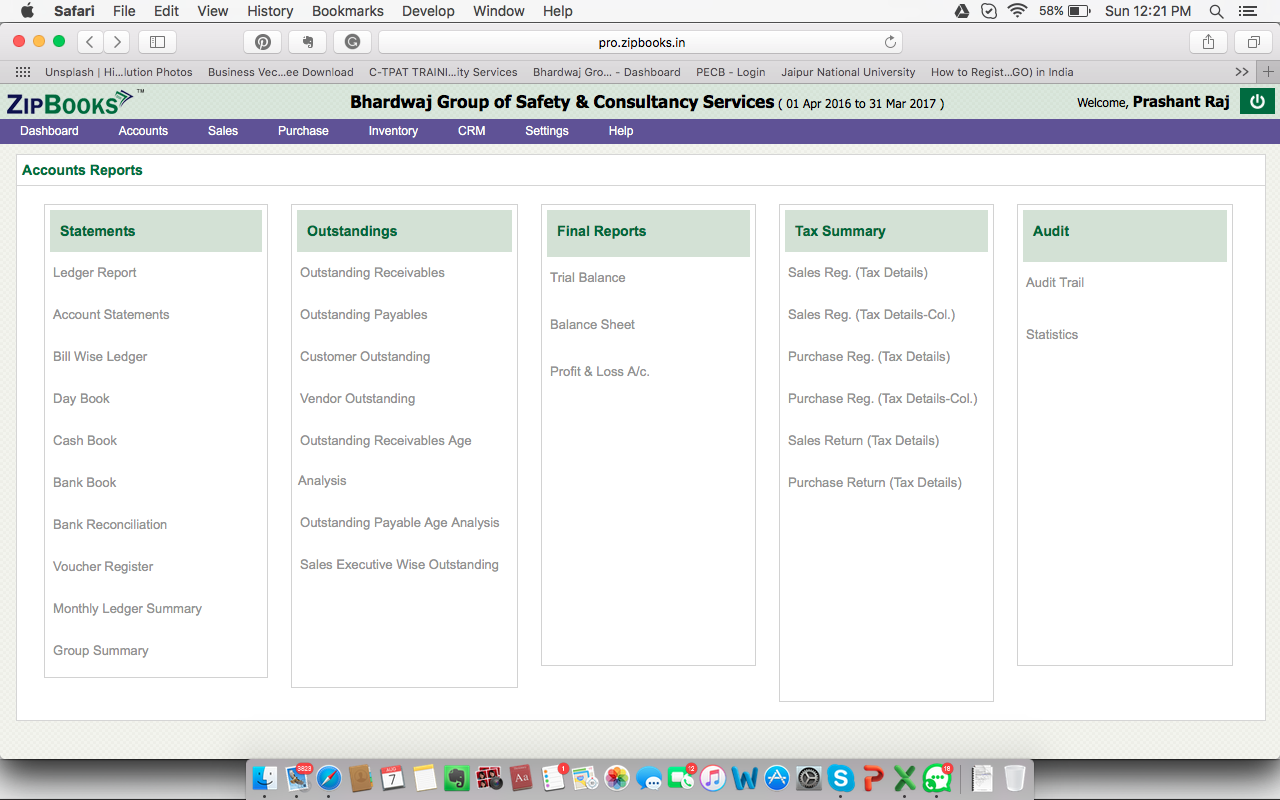 Safari File Edit View History Bookmarks Develop Window Help 58% Sun 12:21 PM
pro.zipbooks.in
Unsplash | Hi...lution Photos Business Vec...ee Download C-TPAT TRAINI...ity Services Bhardwaj Gro... - Dashboard PECB - Login Jaipur National University How to Regist...GO) in India >>
ZIPBOOKS™ Bhardwaj Group of Safety & Consultancy Services ( 01 Apr 2016 to 31 Mar 2017 ) Welcome, Prashant Raj
Dashboard Accounts Sales Purchase Inventory CRM Settings Help
Accounts Reports
Statements
Ledger Report
Account Statements
Bill Wise Ledger
Day Book
Cash Book
Bank Book
Bank Reconciliation
Voucher Register
Monthly Ledger Summary
Group Summary
Outstandings
Outstanding Receivables
Outstanding Payables
Customer Outstanding
Vendor Outstanding
Outstanding Receivables Age
Analysis
Outstanding Payable Age Analysis
Sales Executive Wise Outstanding
Final Reports
Trial Balance
Balance Sheet
Profit & Loss A/c.
Tax Summary
Sales Reg. (Tax Details)
Sales Reg. (Tax Details-Col.)
Purchase Reg. (Tax Details)
Purchase Reg. (Tax Details-Col.)
Sales Return (Tax Details)
Purchase Return (Tax Details)
Audit
Audit Trail
Statistics
3823 AUG 7 Aa 1 12 18